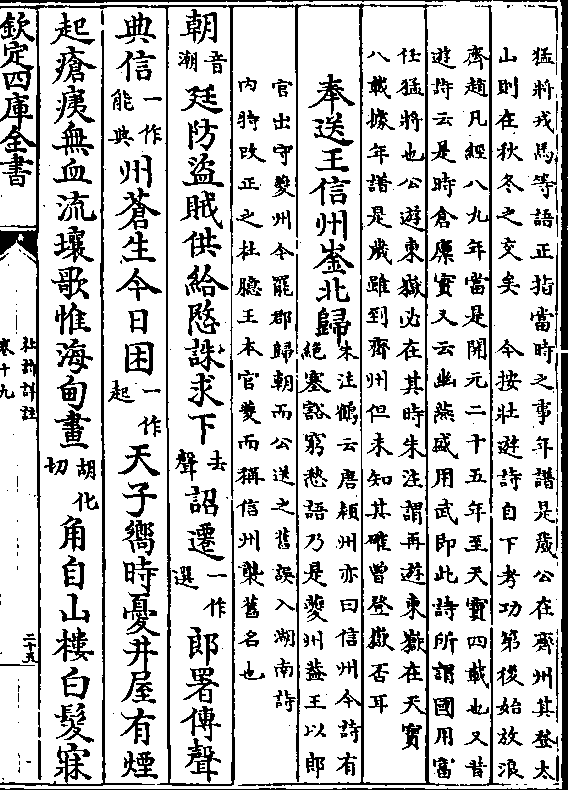 猛將戎馬等語正指當時之事年譜是歲公在齊州其登太
山則在秋冬之交矣　今按壯遊詩自下考功第後始放浪
齊趙凡經八九年當是開元二十五年至天寶四載也又昔
遊詩云是時倉廩實又云幽燕盛用武即此詩所謂國用富
任猛將也公遊東嶽必在其時朱注謂再遊東嶽在天寶
八載據年譜是歲雖到齊州但未知其確曾登嶽否耳
奉送王信州崟北歸
朱注鶴云唐潁州亦曰信州今詩有
絕塞豁窮愁語乃是夔州蓋王以郎
官出守夔州今罷郡歸朝而公送之舊誤入湖南詩
內特改正之杜臆王本官夔而稱信州襲舊名也
朝音潮廷防盜賊供給愍誅求下去聲詔遷一作選郎署傳聲
典信一作能典州蒼生今日困一作起天子嚮時憂井屋有煙
起瘡痍無血流壤歌惟海甸畫胡化切角自山樓白髮寐
欽定四庫全書
杜詩詳註
卷十九
二十五